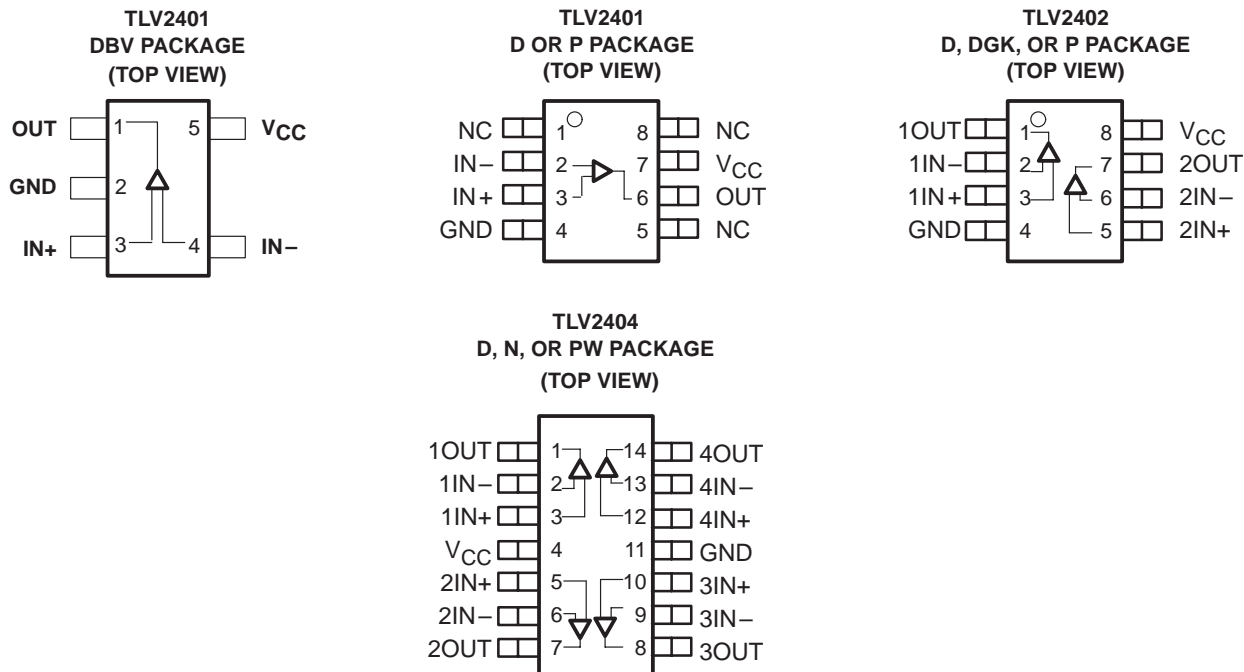 TLV2401
DBV PACKAGE
(TOP VIEW)
OUT 1 5 VCC
GND 2
IN+ 3 4 IN−
TLV2401
D OR P PACKAGE
(TOP VIEW)
NC 1 8 NC
IN− 2 7 VCC
IN+ 3 6 OUT
GND 4 5 NC
TLV2402
D, DGK, OR P PACKAGE
(TOP VIEW)
1OUT 1 8 VCC
1IN− 2 7 2OUT
1IN+ 3 6 2IN−
GND 4 5 2IN+
TLV2404
D, N, OR PW PACKAGE
(TOP VIEW)
1OUT 1 14 4OUT
1IN− 2 13 4IN−
1IN+ 3 12 4IN+
VCC 4 11 GND
2IN+ 5 10 3IN+
2IN− 6 9 3IN−
2OUT 7 8 3OUT